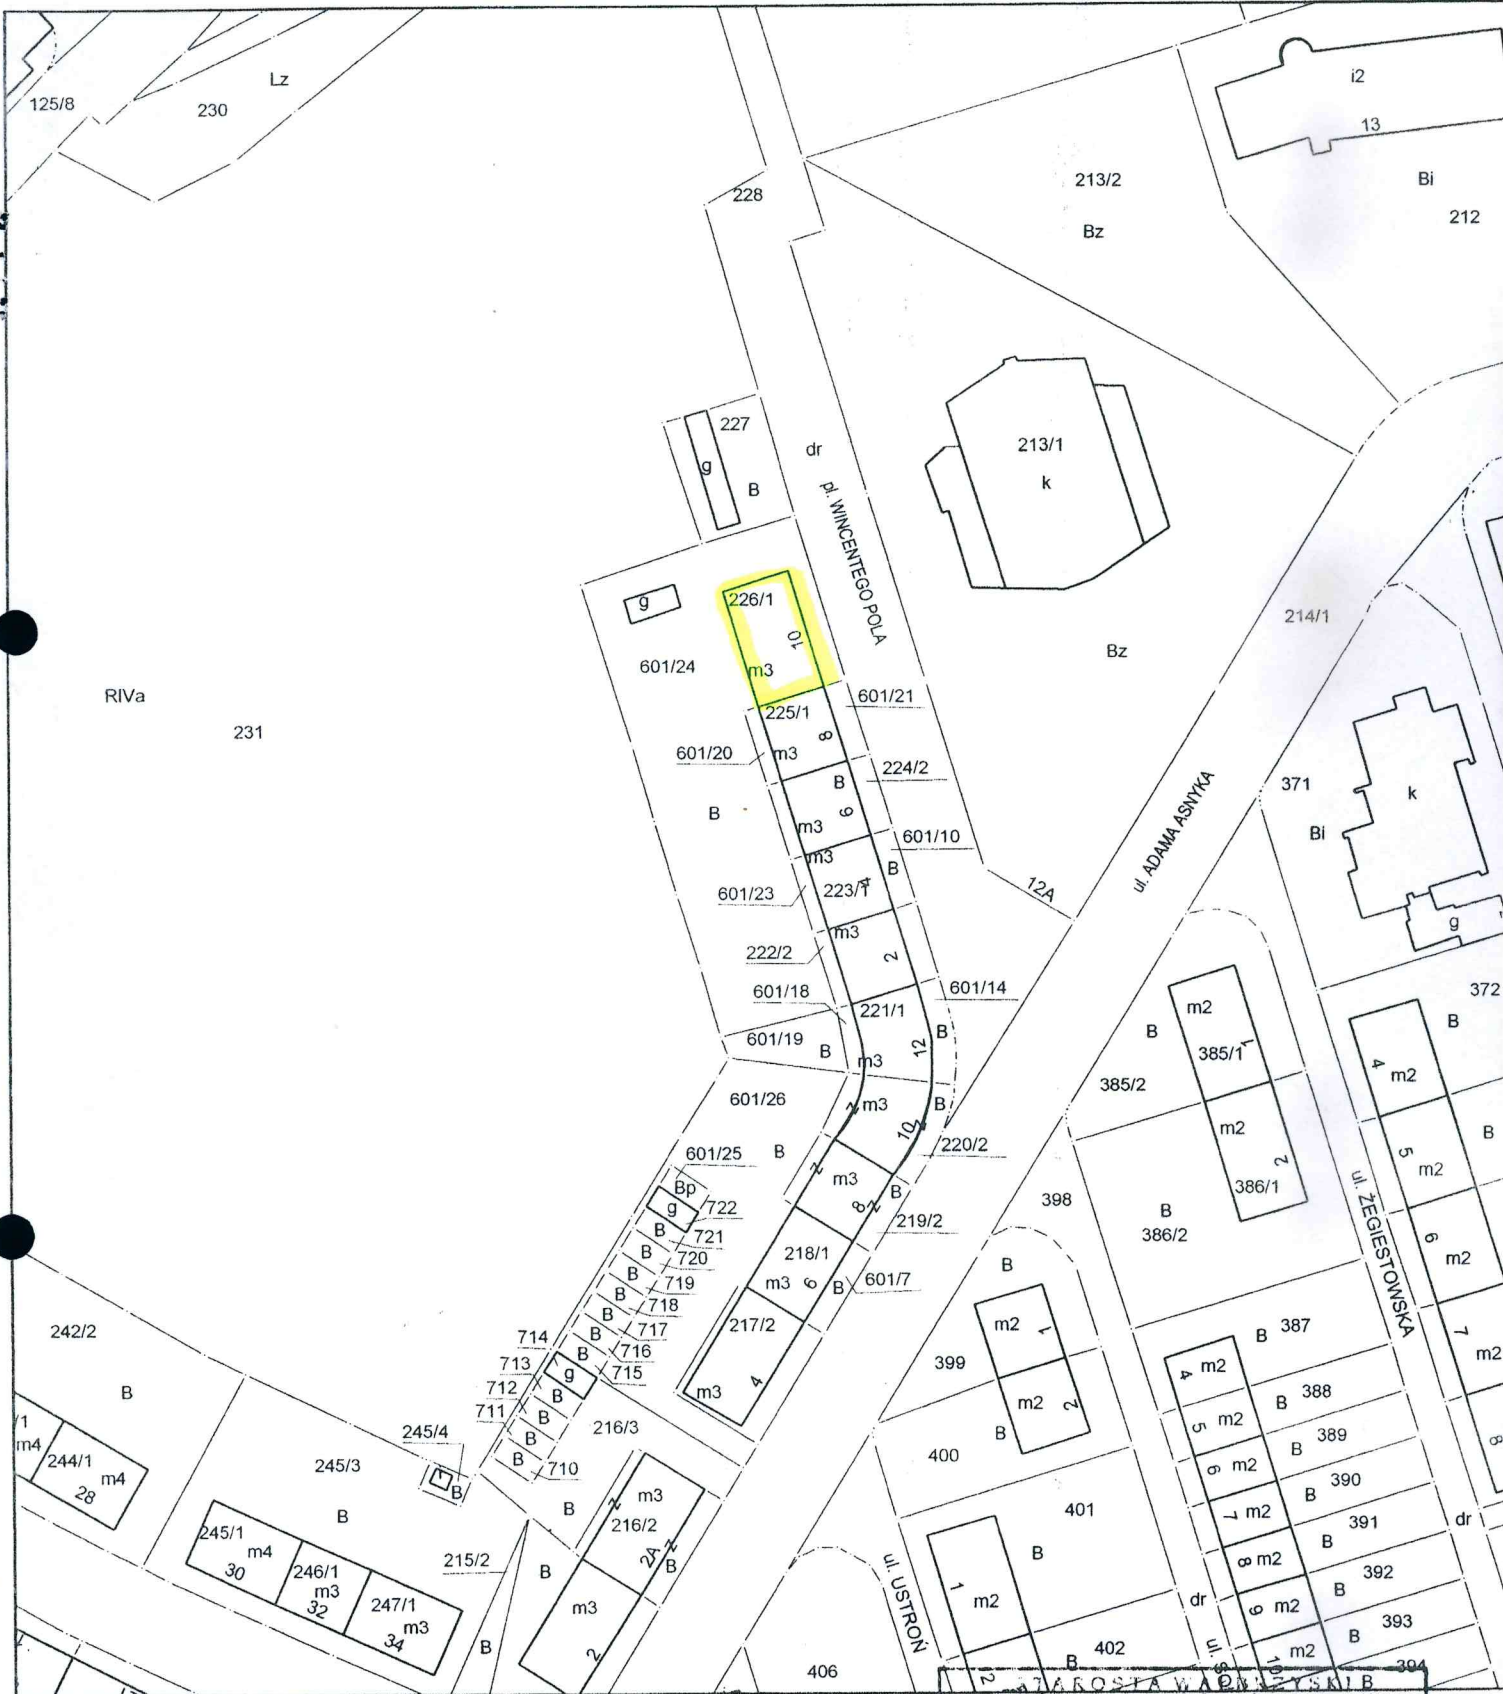 Lz
125/8
230
i2
13
213/2
Bi
228
212
Bz
227
dr
213/1
g
k
B
pl. WINCENTEGO POLA
226/1
g
10
214/1
601/24
m3
Bz
RIVa
601/21
231
225/1
8
601/20
m3
224/2
B
371
k
B
m3
6
Bi
601/10
ul. ADAMA ASNYKA
m3
B
601/23
223/1
4
12A
g
m3
222/2
2
601/18
601/14
372
221/1
m2
B
601/19
B
12
B
B
m3
385/1
1
4
m2
601/26
m3
B
385/2
10
m2
B
601/25
B
220/2
2
5
m2
Bp
m3
386/1
g
722
8
B
398
B
ul. ŻEGIESTOWSKA
B
721
219/2
386/2
6
B
720
218/1
B
m2
B
719
m3
6
B
601/7
B
718
242/2
B
717
217/2
m2
1
B
387
7
714
B
716
399
4
m2
m2
713
B
715
m3
4
B
g
388
712
B
m2
2
5
m2
B
711
B
216/3
B
389
245/4
B
400
6
m2
B
8
m4
244/1
m4
245/3
B
710
390
28
B
m3
401
7
m2
B
B
B
216/2
391
dr
245/1
m4
2A
B
8
m2
B
30
215/2
B
B
392
246/1
m3
32
ul. USTROŃ
1
m2
dr
9
m2
B
247/1
m3
m3
393
34
B
2
402
m2
B
B
ul.
10
394
406
2
B
STAROSTA WAŁBRZYSKI